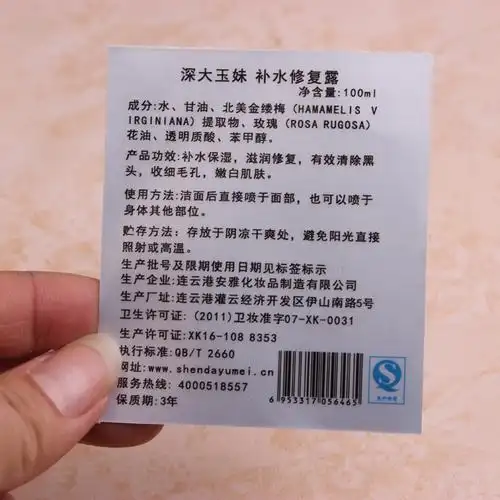 深大玉妹 补水修复露
净含量:100ml
成分:水、甘油、北美金缕梅(HAMAMELIS V
IRGINIANA)提取物、玫瑰(ROSA RUGOSA)
花油、透明质酸、苯甲醇。
产品功效:补水保湿，滋润修复，有效清除黑
头，收细毛孔，嫩白肌肤。
使用方法:洁面后直接喷于面部，也可以喷于
身体其他部位。
贮存方法：存放于阴凉干爽处，避免阳光直接
照射或高温。
生产批号及限期使用日期见标签标示
生产企业:连云港安雅化妆品制造有限公司
生产厂址:连云港灌云经济开发区伊山南路5号
卫生许可证:(2011)卫妆准字07-XK-0031
生产许可证:XK16-108 8353
执行标准:QB/T 2660
网址:www.shendayumei.cn
服务热线: 4000518557
保质期:3年
6 953317 056465
QS